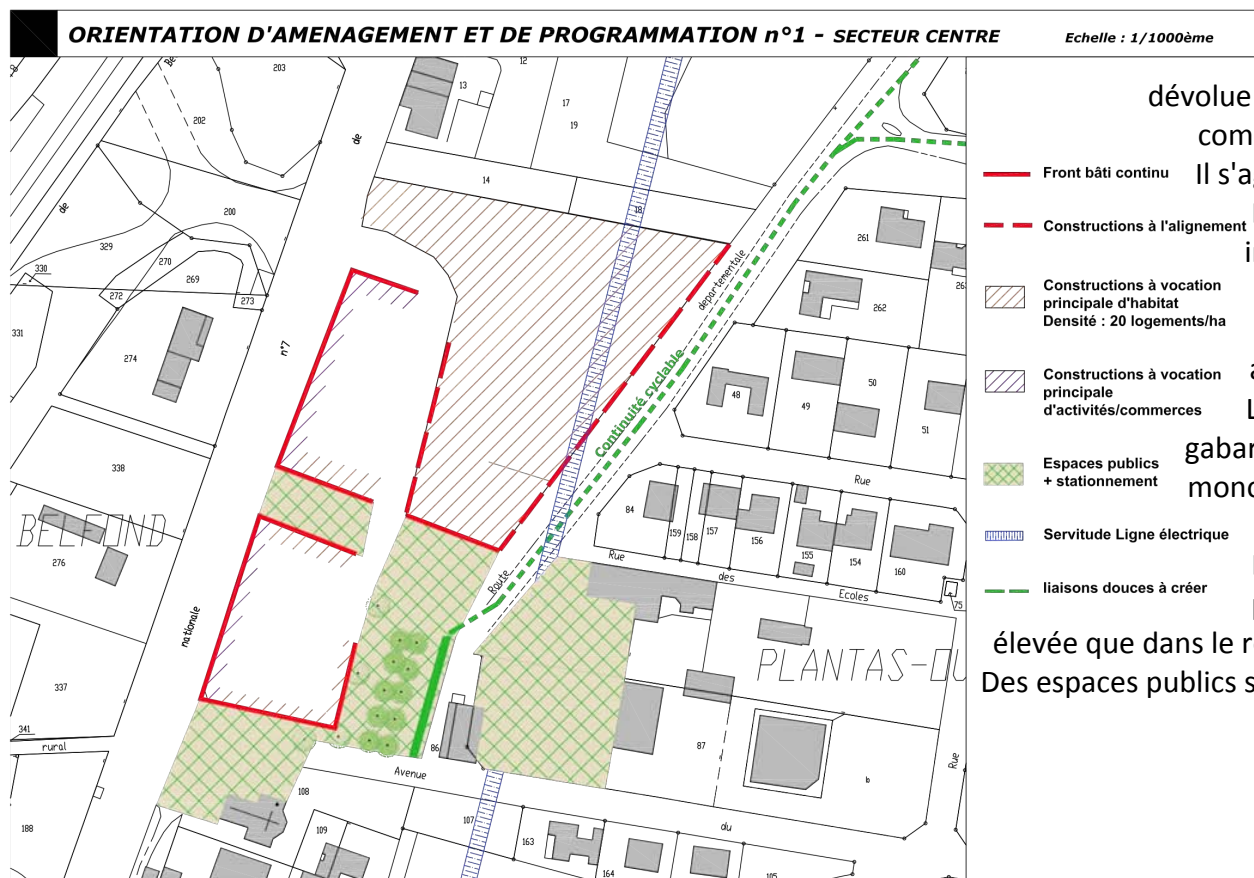 ORIENTATION D'AMENAGEMENT ET DE PROGRAMMATION n°1 - SECTEUR CENTRE
Echelle : 1/1000ème
dévolue
com
Front bâti continu
Il s'a
Constructions à l'alignement
Constructions à vocation
principale d'habitat
Densité : 20 logements/ha
Constructions à vocation
principale
d'activités/commerces
gabar
Espaces publics
+ stationnement
mond
Servitude Ligne électrique
liaisons douces à créer
élevée que dans le r
Des espaces publics s
203
202
de
de
13
12
17
19
14
18
200
329
270
269
330
272
273
331
274
n°7
338
BELFOND
276
nationale
337
341
rural
188
108
109
Avenue
107
163
164
105
du
86
87
Route
départementale
Continuité cyclable
261
262
48
49
50
51
Rue
84
159
158
157
156
155
154
160
Rue
des
Ecoles
75
PLANTAS-DU
Rue